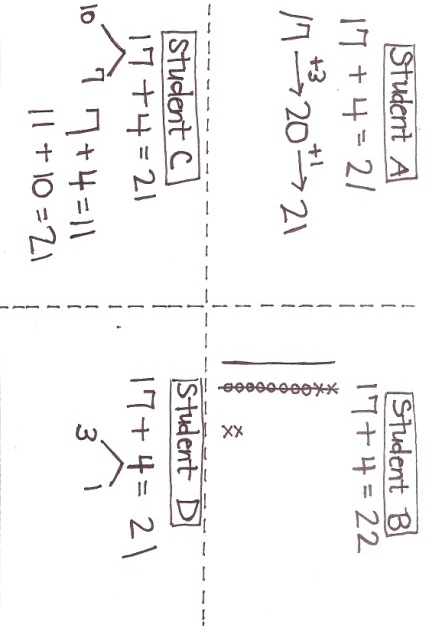 Student A
17 + 4 = 21
+3 +1
17 → 20 → 21
Student B
17 + 4 = 22
Student C
17 + 4 = 21
10 7
7 + 4 = 11
11 + 10 = 21
Student D
17 + 4 = 21
3 1